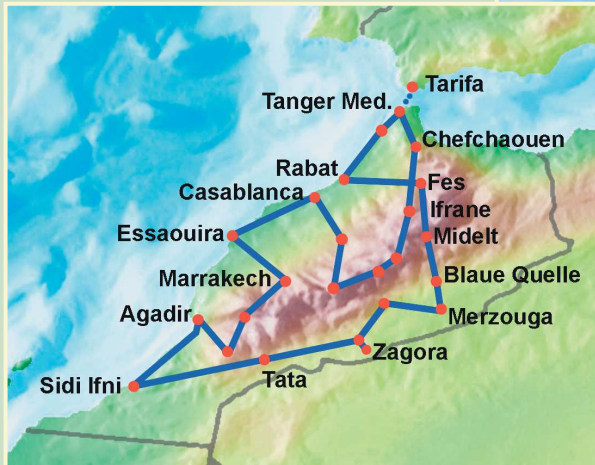 Tarifa
Tanger Med.
Chefchaouen
Rabat
Fes
Casablanca
Ifrane
Essaouira
Midelt
Marrakech
Blaue Quelle
Agadir
Merzouga
Zagora
Sidi Ifni
Tata